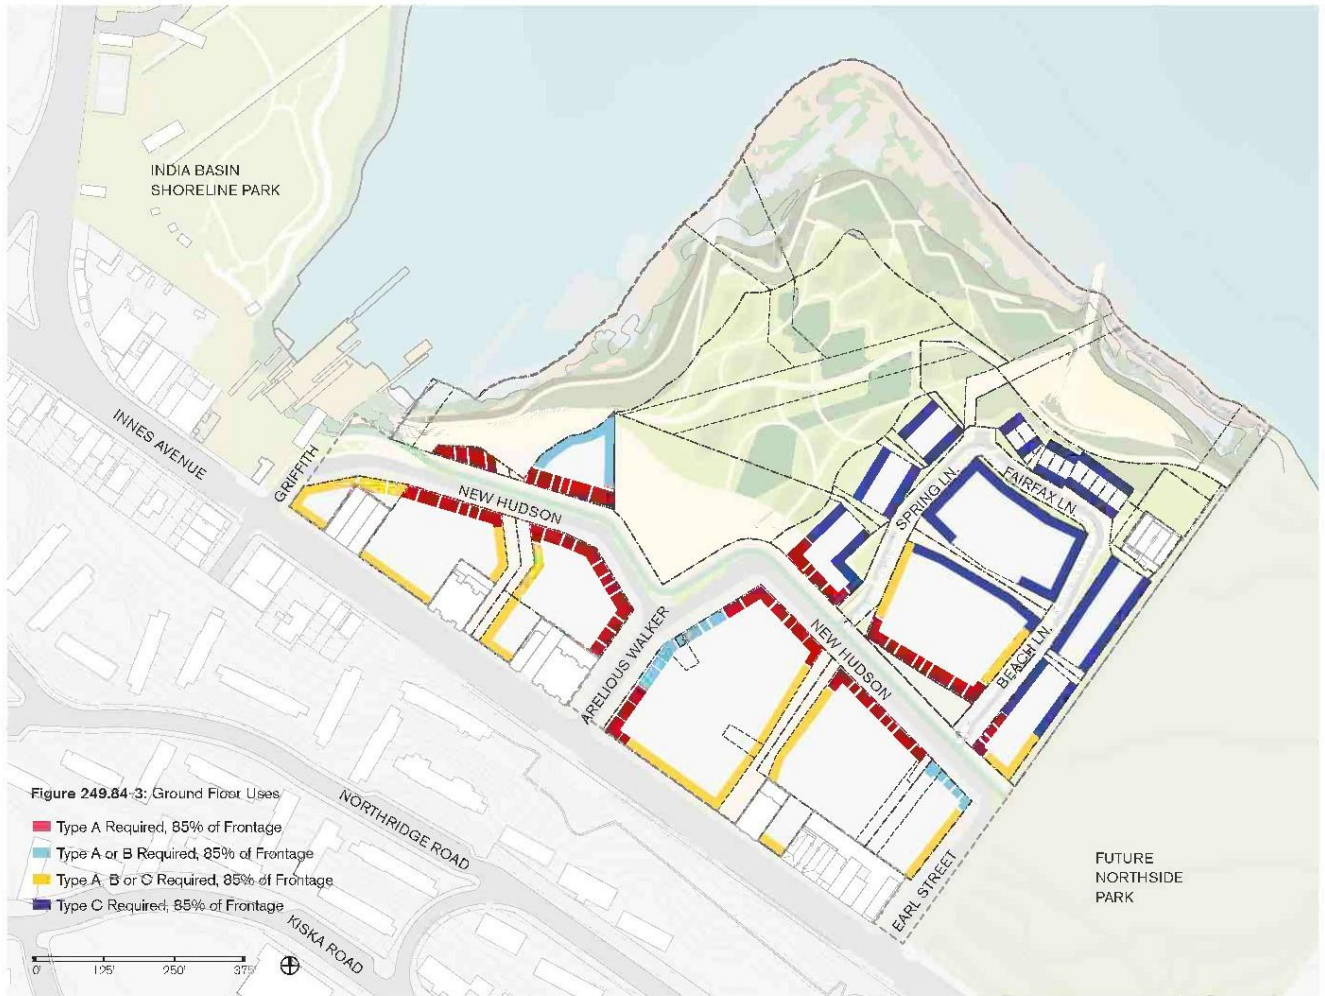 INDIA BASIN
SHORELINE PARK
INNES AVENUE
GRIFFITH
NEW HUDSON
ARELIOUS WALKER
NEW HUDSON
SPRING LN.
FAIRFAX LN.
BEACH LN.
EARL STREET
FUTURE
NORTHSIDE
PARK
NORTHRIDGE ROAD
KISKA ROAD
Figure 249.84-3: Ground Floor Uses
Type A Required, 85% of Frontage
Type A or B Required, 85% of Frontage
Type A B or C Required, 85% of Frontage
Type C Required, 85% of Frontage
0' 125' 250' 375'